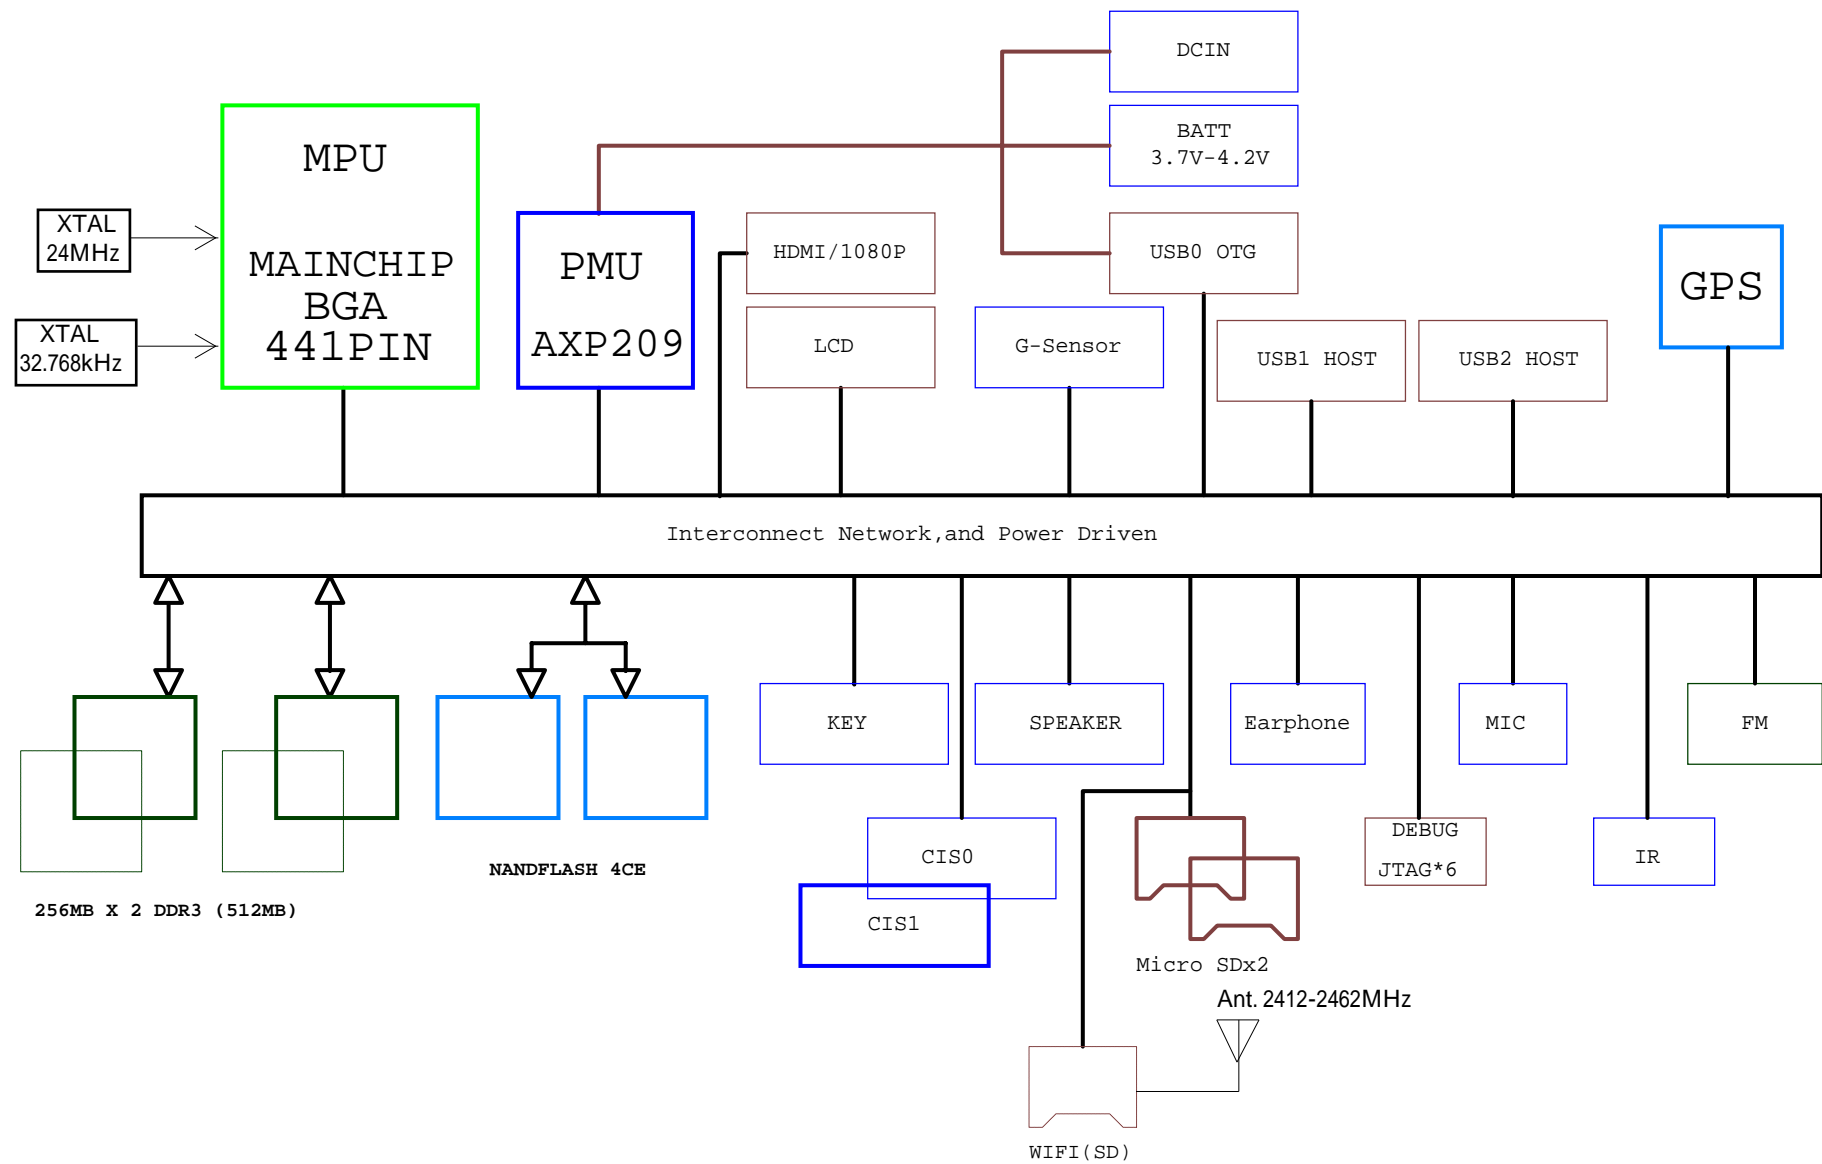 DCIN
BATT
3.7V-4.2V
MPU
MAINCHIP
BGA
441PIN
XTAL
24MHz
XTAL
32.768kHz
PMU
AXP209
HDMI/1080P
USB0 OTG
LCD
G-Sensor
USB1 HOST
USB2 HOST
GPS
Interconnect Network,and Power Driven
KEY
SPEAKER
Earphone
MIC
FM
CIS0
CIS1
DEBUG
JTAG*6
IR
NANDFLASH 4CE
256MB X 2 DDR3 (512MB)
Micro SDx2
Ant. 2412-2462MHz
WIFI(SD)